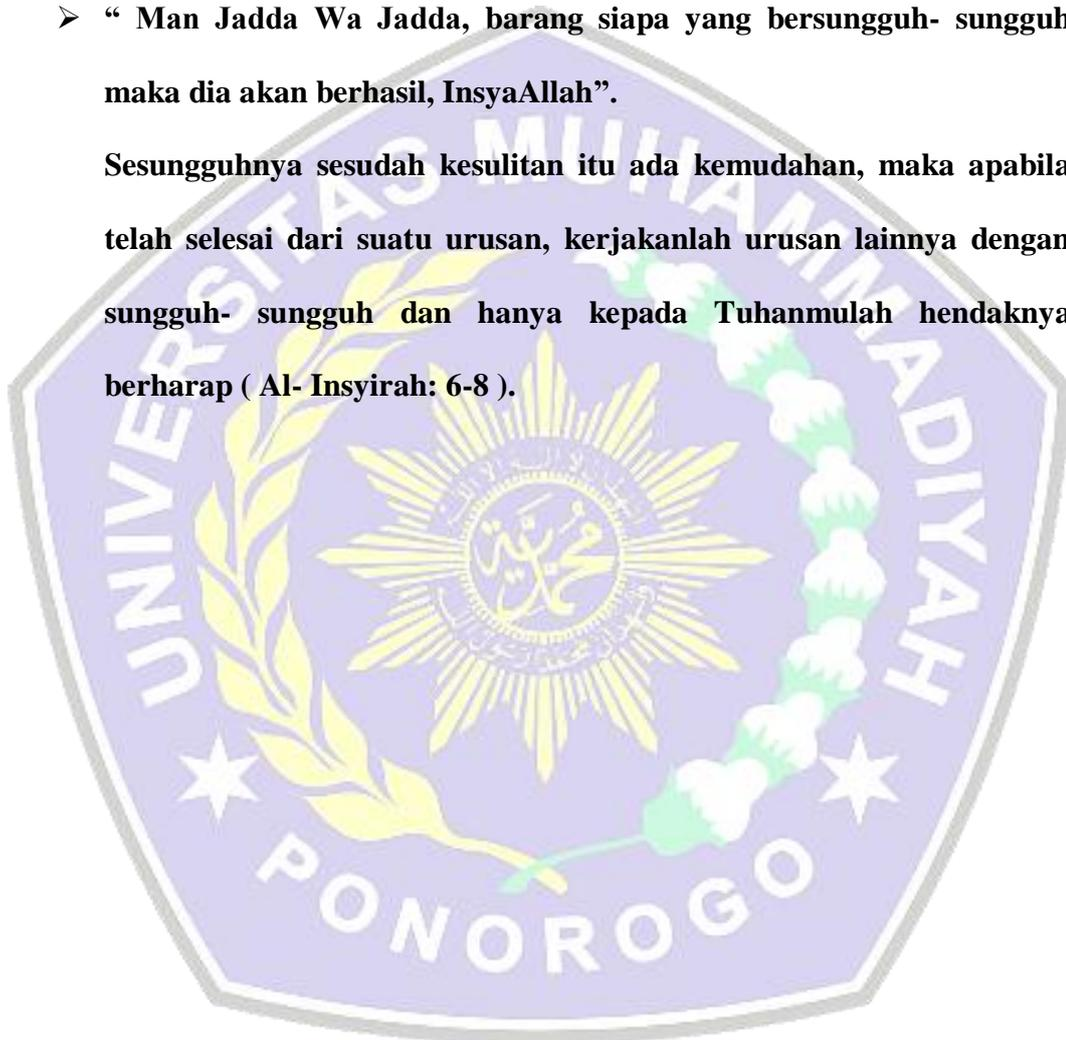 ➢ “ Man Jadda Wa Jadda, barang siapa yang bersungguh- sungguh
maka dia akan berhasil, InsyaAllah”.
Sesungguhnya sesudah kesulitan itu ada kemudahan, maka apabila
telah selesai dari suatu urusan, kerjakanlah urusan lainnya dengan
sungguh- sungguh dan hanya kepada Tuhanmulah hendaknya
berharap ( Al- Insyirah: 6-8 ).
UNIVERSITAS MUHAMMADIYAH
PONOROGO